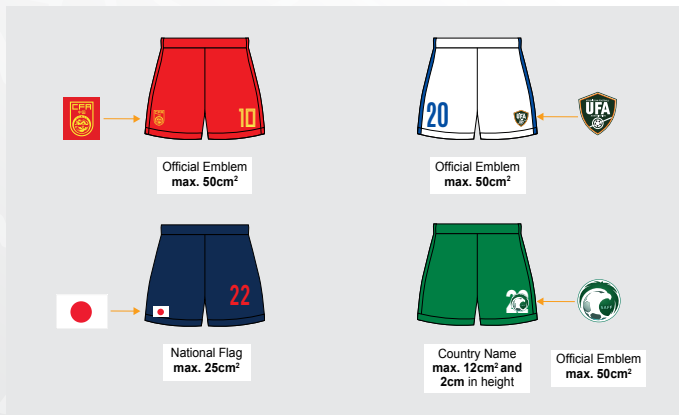 CFA
10
20
UFA
UFA
Official Emblem
max. 50cm²
Official Emblem
max. 50cm²
22
National Flag
max. 25cm²
Country Name
max. 12cm² and
2cm in height
Official Emblem
max. 50cm²